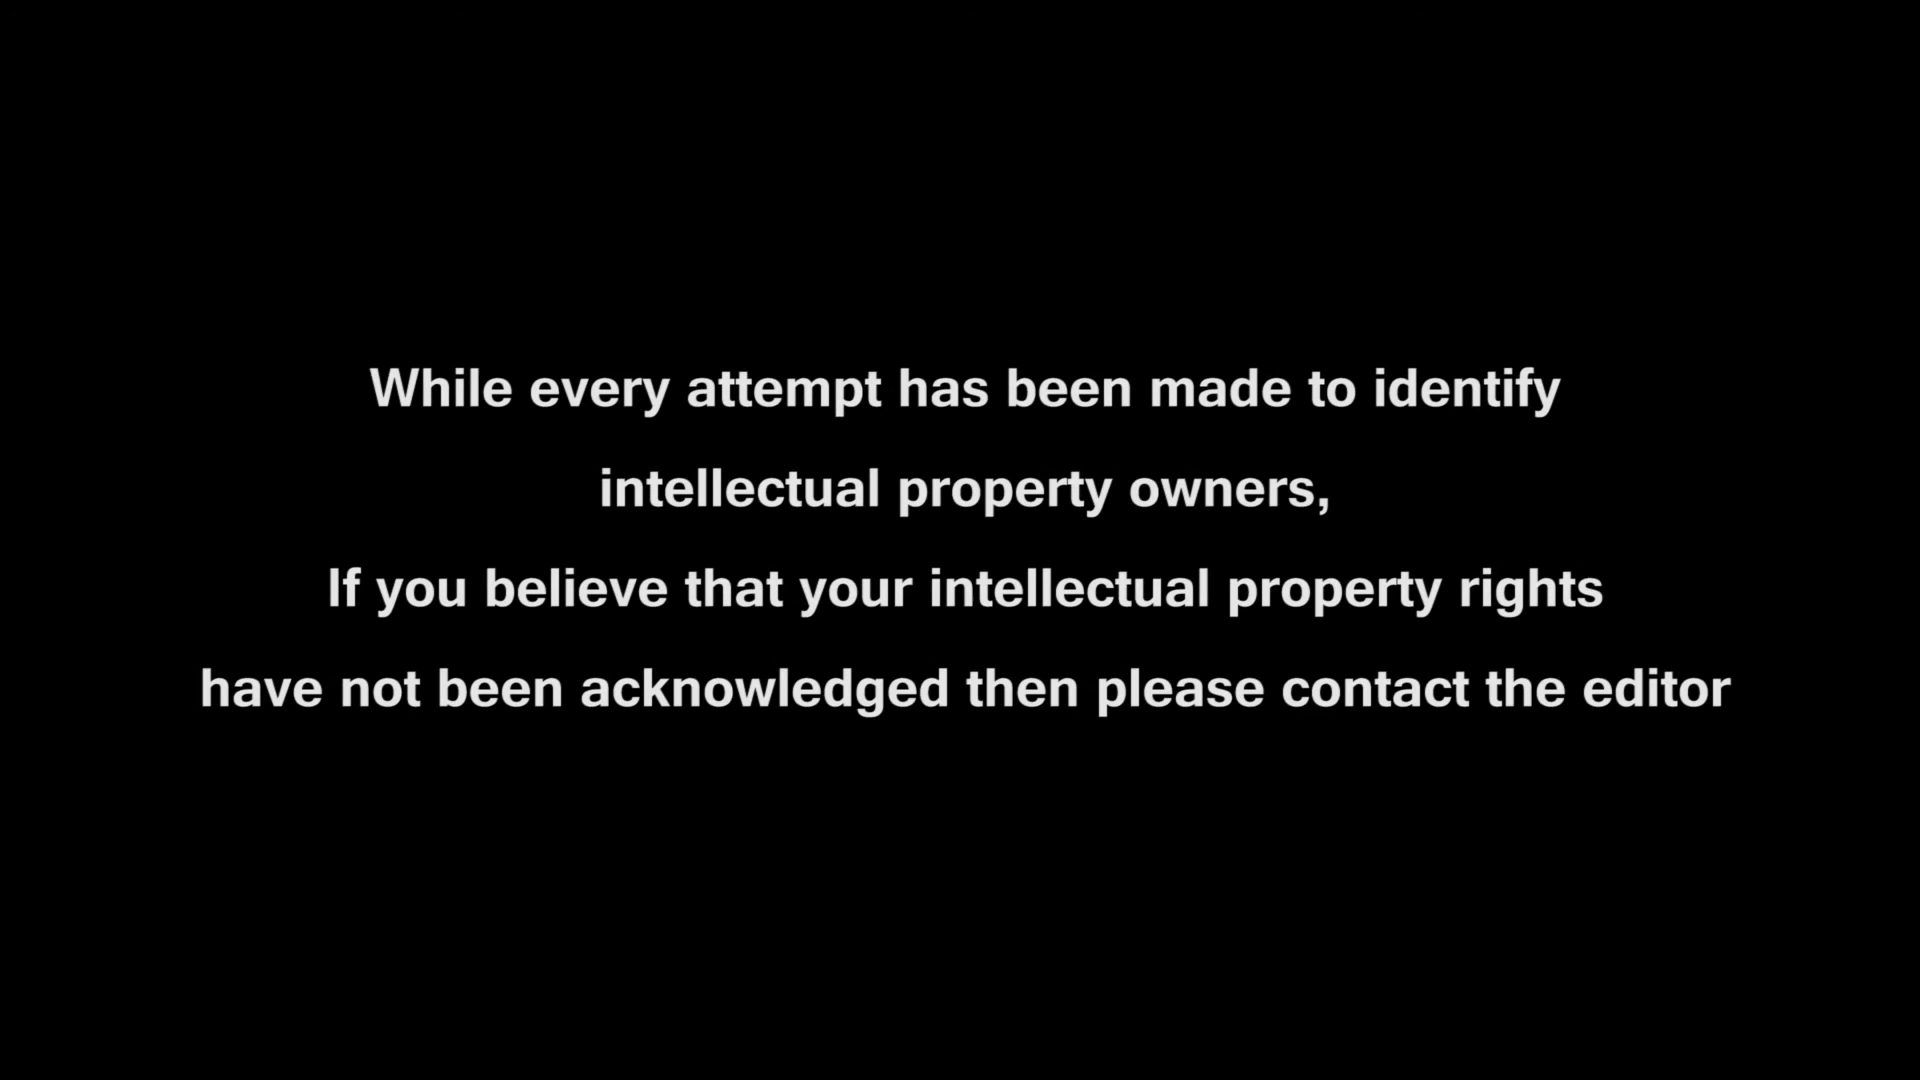 While every attempt has been made to identify
intellectual property owners,
If you believe that your intellectual property rights
have not been acknowledged then please contact the editor